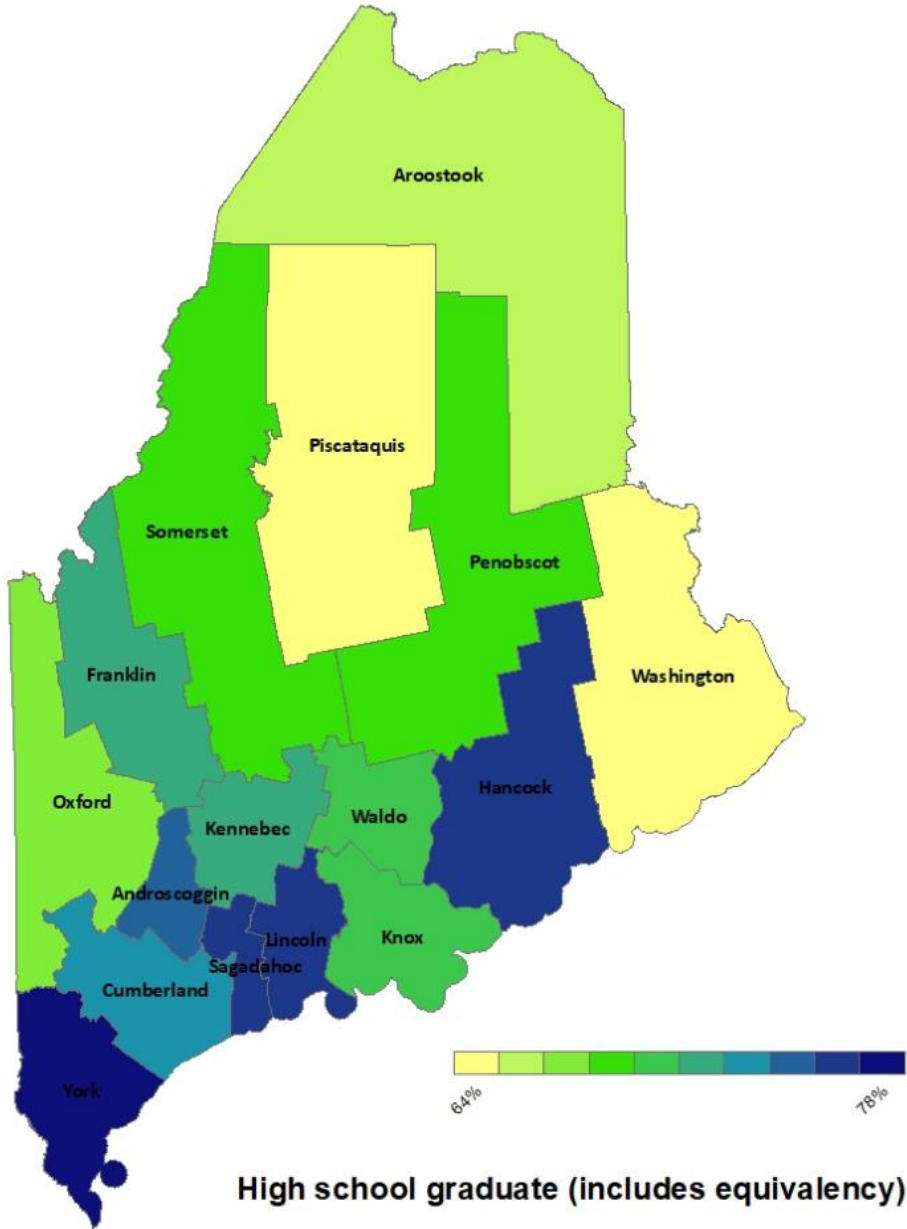 Aroostook
Piscataquis
Somerset
Penobscot
Franklin
Washington
Hancock
Oxford
Waldo
Kennebec
Androscoggin
Lincoln
Knox
Sagadahoc
Cumberland
York
64%
78%
High school graduate (includes equivalency)